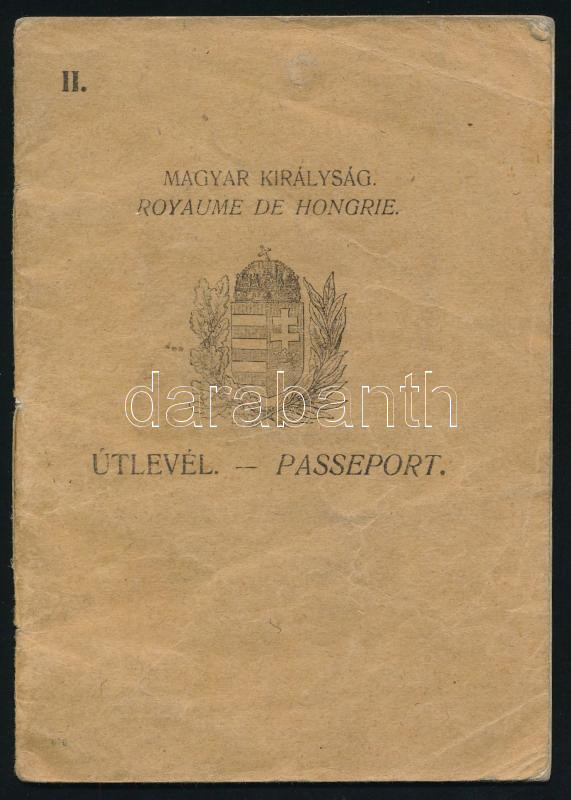 II.
MAGYAR KIRÁLYSÁG.
ROYAUME DE HONGRIE.
darabanth
ÚTLEVÉL. — PASSEPORT.